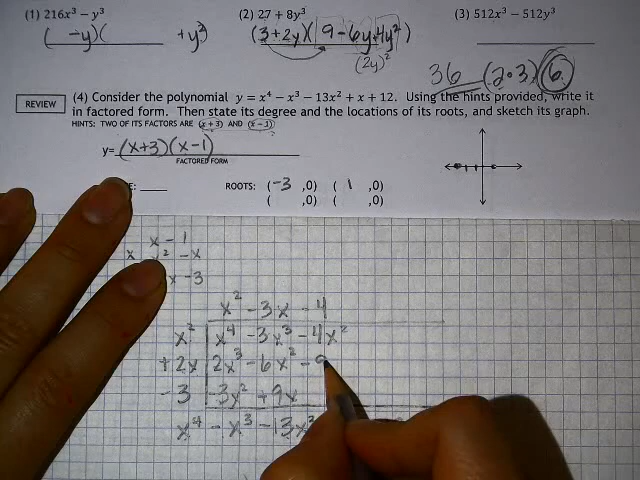 (1) 216x³ − y³ (2) 27 + 8y³ (3) 512x³ − 512y³
( − y)( + y² (3 + 2y)(9 − 6y + 4y²)
(2y)²
36 (2·3) 6
REVIEW (4) Consider the polynomial y = x⁴ − x³ − 13x² + x + 12. Using the hints provided, write it
in factored form. Then state its degree and the locations of its roots, and sketch its graph.
HINTS: TWO OF ITS FACTORS ARE (x+3) AND (x−1)
y= (x+3)(x−1)
FACTORED FORM
E: ROOTS: (−3 ,0) ( 1 ,0)
( ,0) ( ,0)
x − 1
x x² − x
x − 3
x² − 3x − 4
x² x⁴ − 3x³ − 4x²
+ 2x 2x³ − 6x² −
− 3 −3x² + 9x
x⁴ − x³ − 13x²